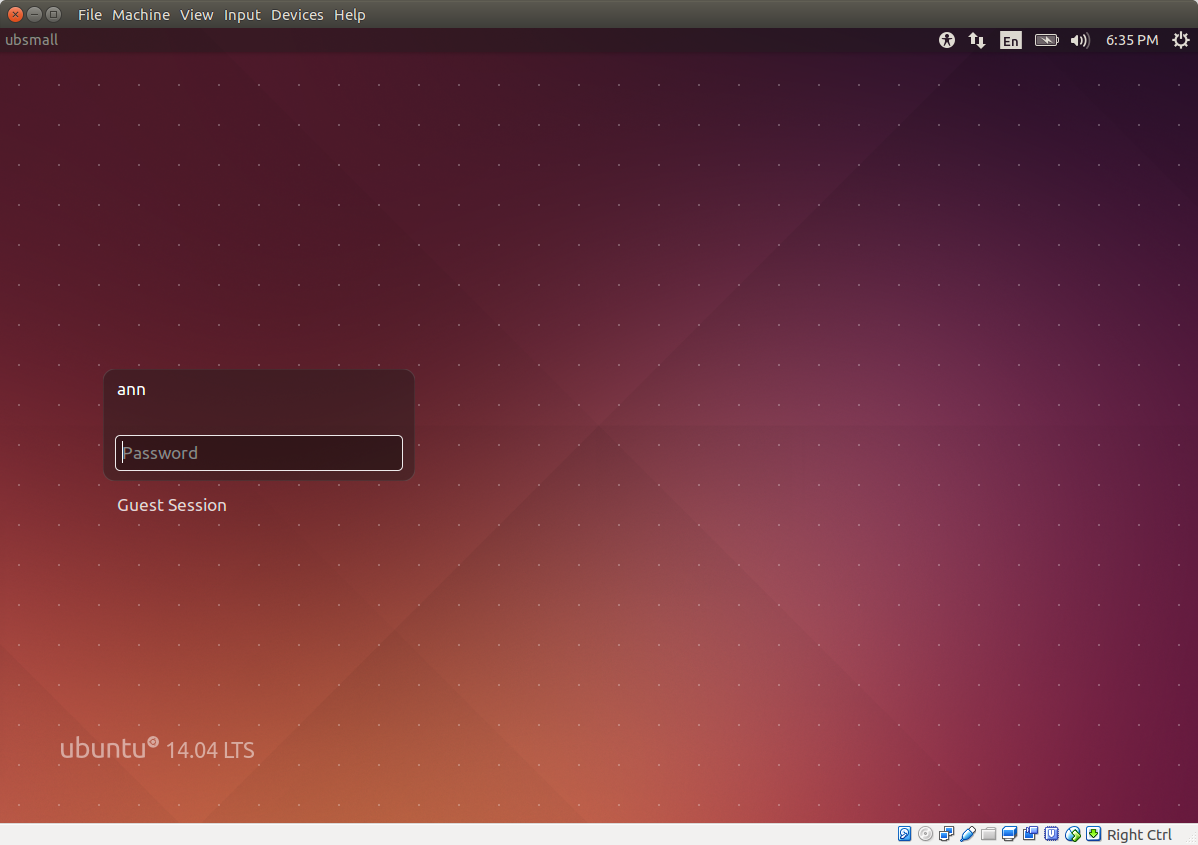 File Machine View Input Devices Help
ubsmall En 6:35 PM
ann
Password
Guest Session
ubuntu 14.04 LTS
Right Ctrl